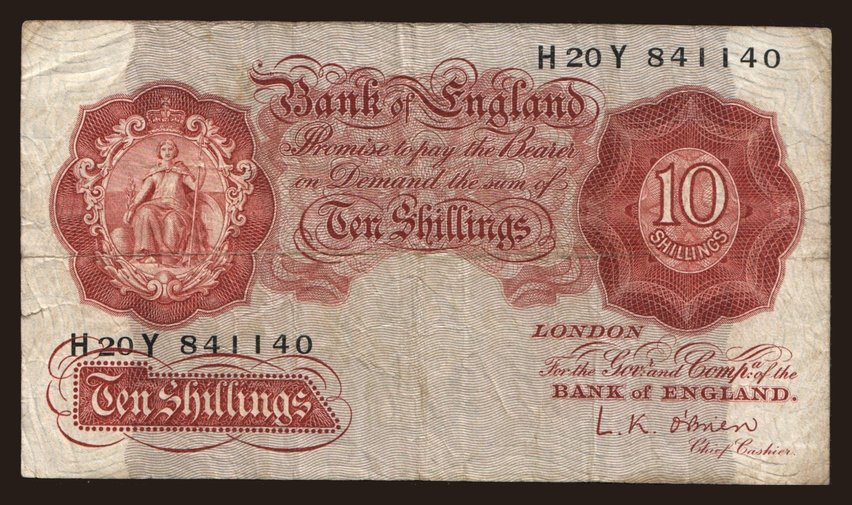 H20Y 841140
Bank of England
Promise to pay the Bearer
on Demand the sum of
Ten Shillings
10
SHILLINGS
H20Y 841140
Ten Shillings
LONDON
For the Govr. and Compa. of the
BANK of ENGLAND.
L.K. O'Brien
Chief Cashier.